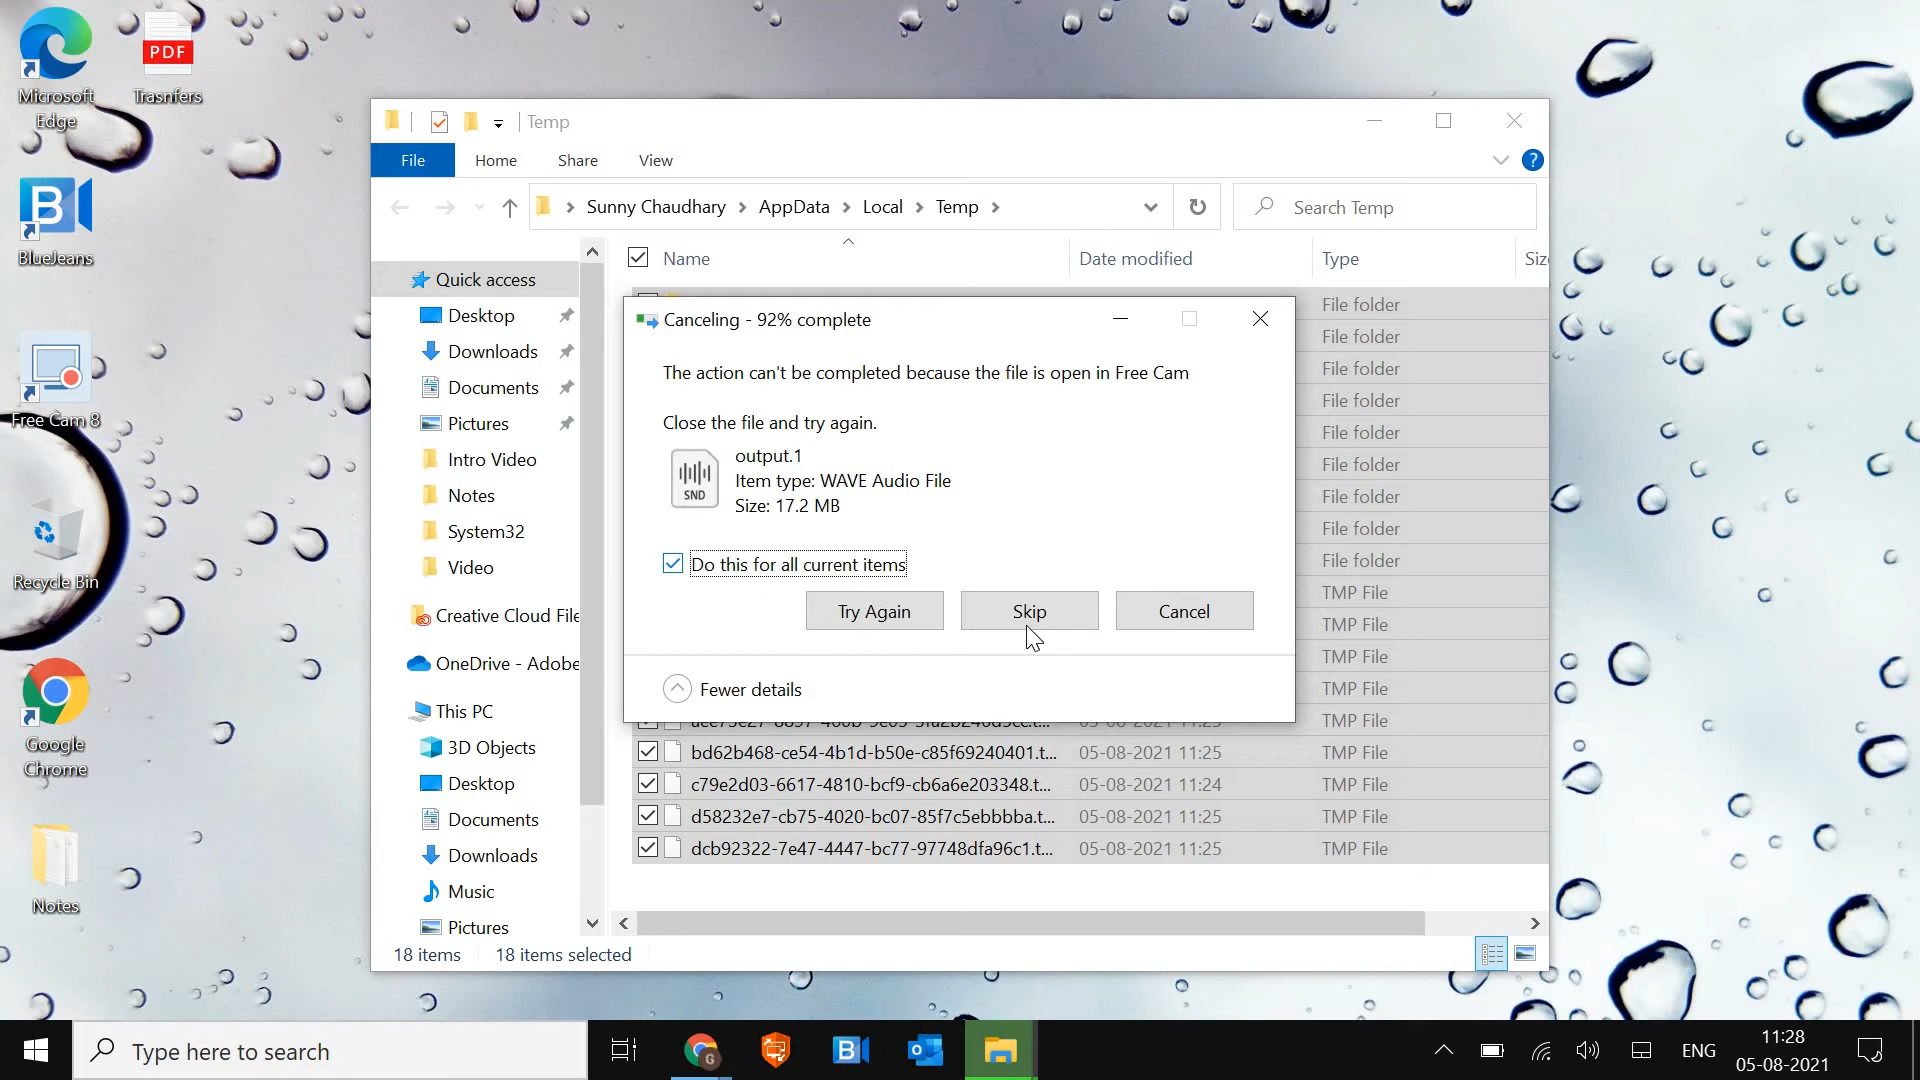 Microsoft
Edge
PDF
Trasnfers
BlueJeans
Free Cam 8
Recycle Bin
Google
Chrome
Notes
Temp
File
Home
Share
View
Sunny Chaudhary
AppData
Local
Temp
Search Temp
Name
Date modified
Type
Quick access
Desktop
Downloads
Documents
Pictures
Intro Video
Notes
System32
Video
Creative Cloud File
OneDrive - Adobe
This PC
3D Objects
Desktop
Documents
Downloads
Music
Pictures
File folder
File folder
File folder
File folder
File folder
File folder
File folder
File folder
File folder
TMP File
TMP File
TMP File
TMP File
TMP File
Canceling - 92% complete
The action can't be completed because the file is open in Free Cam
Close the file and try again.
SND
output.1
Item type: WAVE Audio File
Size: 17.2 MB
Do this for all current items
Try Again
Skip
Cancel
Fewer details
bd62b468-ce54-4b1d-b50e-c85f69240401.t... 05-08-2021 11:25 TMP File
c79e2d03-6617-4810-bcf9-cb6a6e203348.t... 05-08-2021 11:24 TMP File
d58232e7-cb75-4020-bc07-85f7c5ebbbba.t... 05-08-2021 11:25 TMP File
dcb92322-7e47-4447-bc77-97748dfa96c1.t... 05-08-2021 11:25 TMP File
18 items
18 items selected
Type here to search
ENG
11:28
05-08-2021